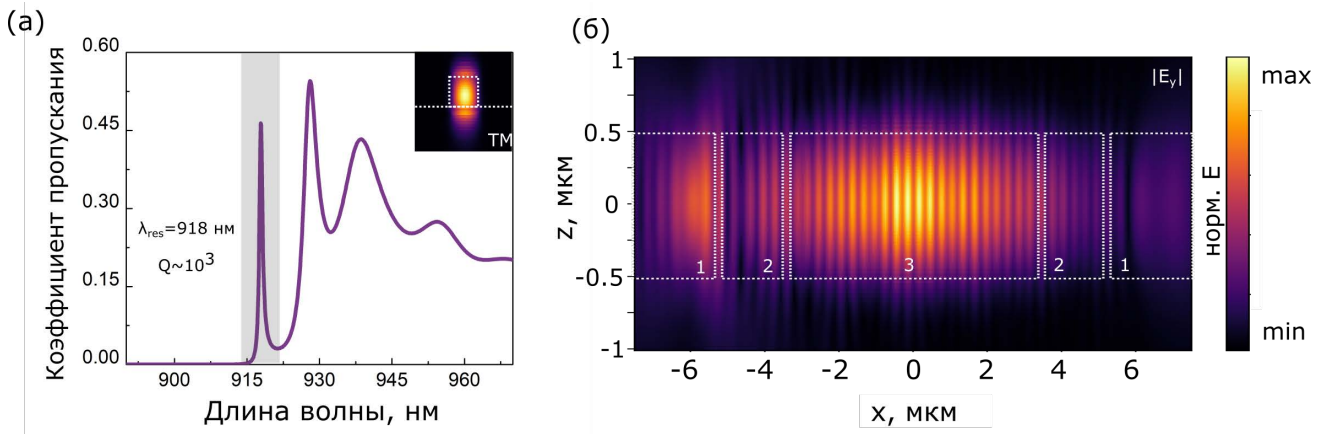 (а)
Коэффициент пропускания
0.60
0.45
0.30
0.15
0.00
900
915
930
945
960
Длина волны, нм
λres=918 нм
Q~10³
TM
(б)
z, мкм
1
0.5
0
-0.5
-1
|Ey|
1
2
3
2
1
-6
-4
-2
0
2
4
6
x, мкм
норм. E
max
min